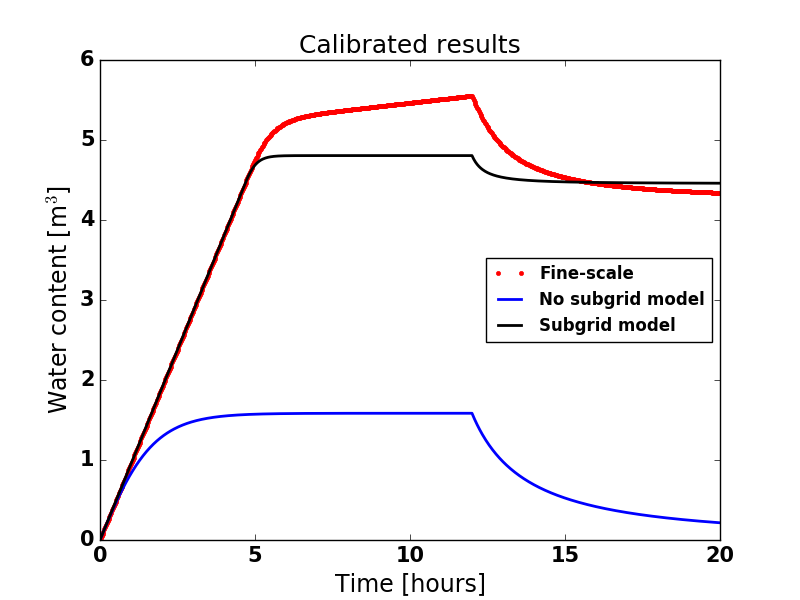 Calibrated results
6
5
4
3
2
1
0
Water content [m³]
Fine-scale
No subgrid model
Subgrid model
0 5 10 15 20
Time [hours]